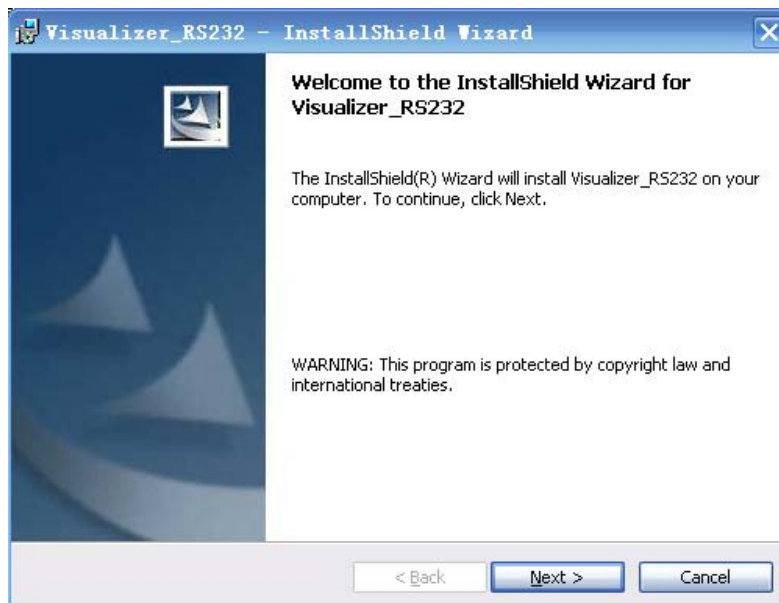 Visualizer_RS232 - InstallShield Wizard
Welcome to the InstallShield Wizard for
Visualizer_RS232
The InstallShield(R) Wizard will install Visualizer_RS232 on your
computer. To continue, click Next.
WARNING: This program is protected by copyright law and
international treaties.
< Back
Next >
Cancel